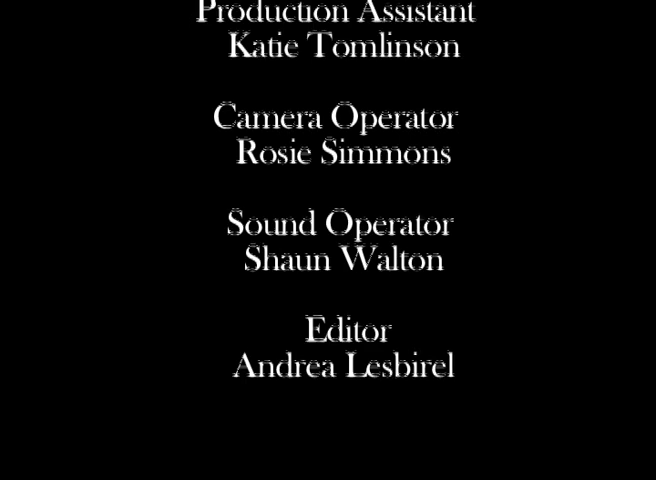 Production Assistant
Katie Tomlinson
Camera Operator
Rosie Simmons
Sound Operator
Shaun Walton
Editor
Andrea Lesbirel